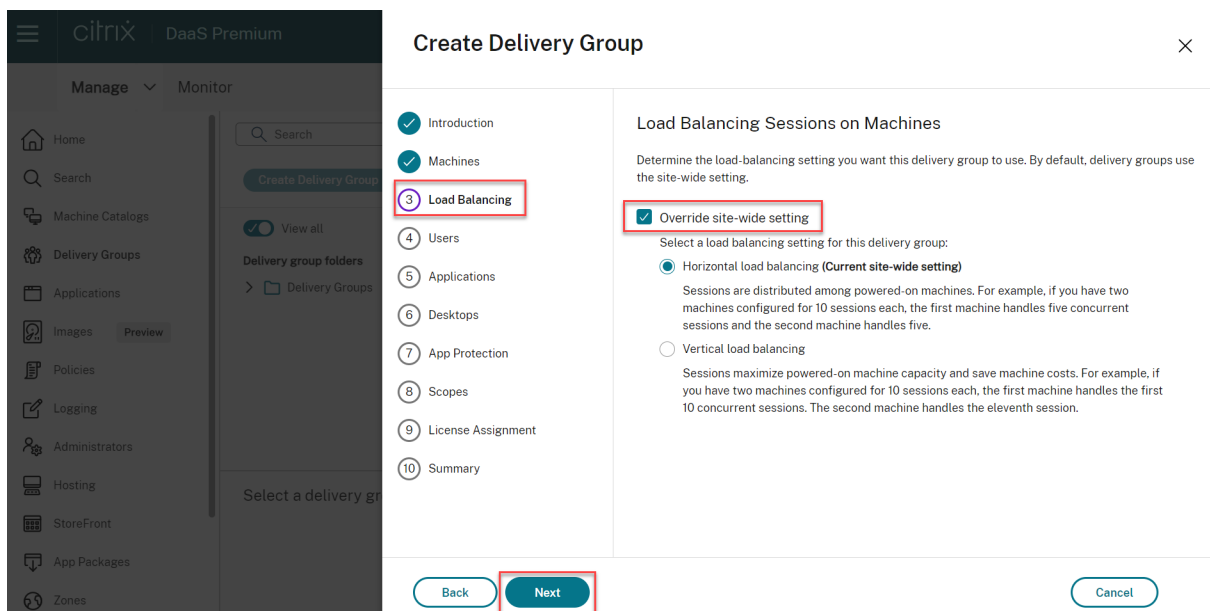 citrix DaaS Premium
Manage Monitor
Home
Search
Machine Catalogs
Delivery Groups
Applications
Images Preview
Policies
Logging
Administrators
Hosting
StoreFront
App Packages
Zones
Search
Create Delivery Group
View all
Delivery group folders
Delivery Groups
Select a delivery gr
Create Delivery Group
Introduction
Machines
3 Load Balancing
4 Users
5 Applications
6 Desktops
7 App Protection
8 Scopes
9 License Assignment
10 Summary
Load Balancing Sessions on Machines
Determine the load-balancing setting you want this delivery group to use. By default, delivery groups use
the site-wide setting.
Override site-wide setting
Select a load balancing setting for this delivery group:
Horizontal load balancing (Current site-wide setting)
Sessions are distributed among powered-on machines. For example, if you have two
machines configured for 10 sessions each, the first machine handles five concurrent
sessions and the second machine handles five.
Vertical load balancing
Sessions maximize powered-on machine capacity and save machine costs. For example, if
you have two machines configured for 10 sessions each, the first machine handles the first
10 concurrent sessions. The second machine handles the eleventh session.
Back Next Cancel